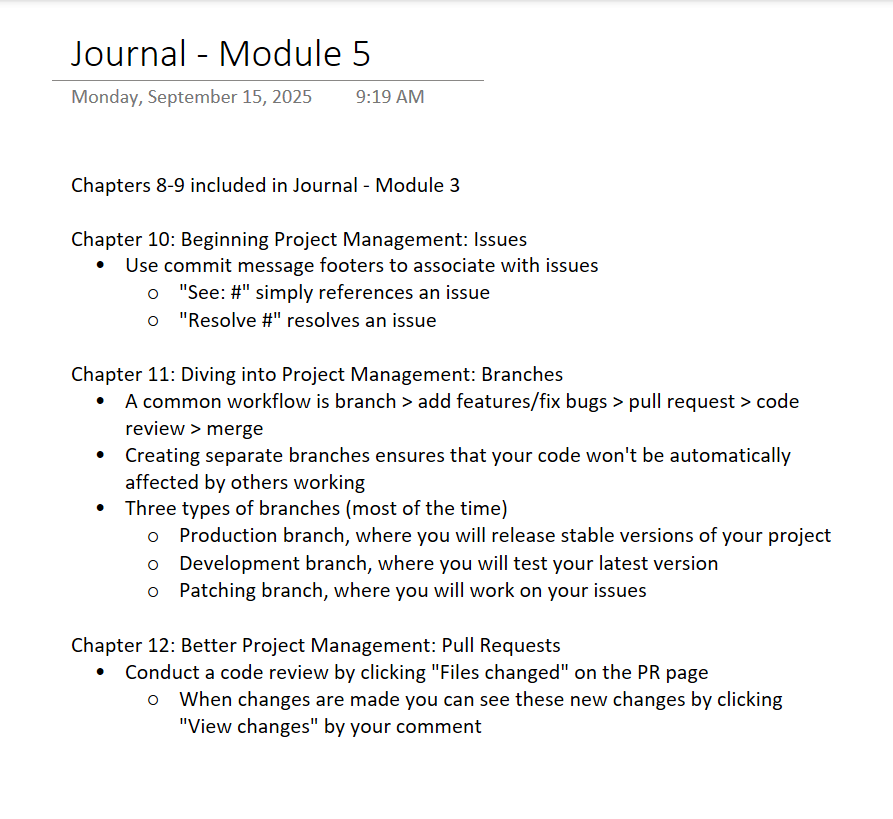 Journal - Module 5
Monday, September 15, 2025 9:19 AM
Chapters 8-9 included in Journal - Module 3
Chapter 10: Beginning Project Management: Issues
• Use commit message footers to associate with issues
○ "See: #" simply references an issue
○ "Resolve #" resolves an issue
Chapter 11: Diving into Project Management: Branches
• A common workflow is branch > add features/fix bugs > pull request > code
review > merge
• Creating separate branches ensures that your code won't be automatically
affected by others working
• Three types of branches (most of the time)
○ Production branch, where you will release stable versions of your project
○ Development branch, where you will test your latest version
○ Patching branch, where you will work on your issues
Chapter 12: Better Project Management: Pull Requests
• Conduct a code review by clicking "Files changed" on the PR page
○ When changes are made you can see these new changes by clicking
"View changes" by your comment